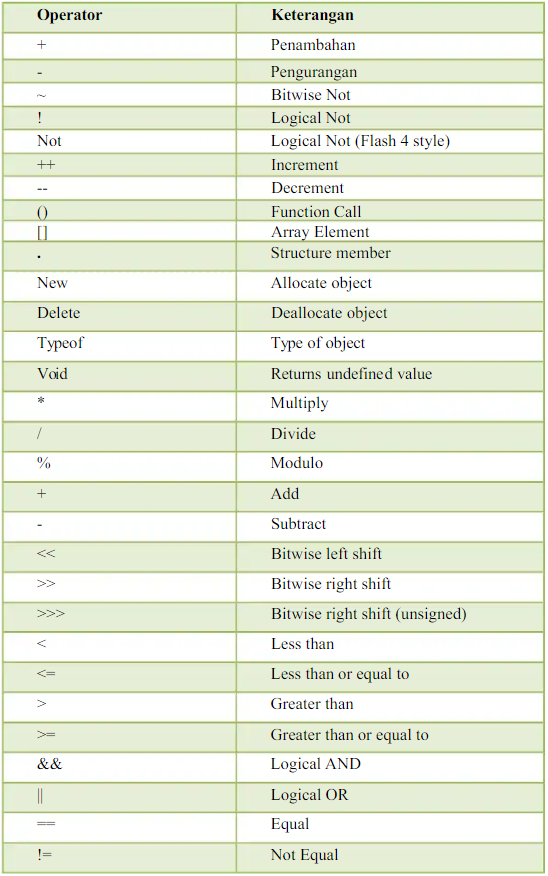 Operator Keterangan
+ Penambahan
- Pengurangan
~ Bitwise Not
! Logical Not
Not Logical Not (Flash 4 style)
++ Increment
-- Decrement
() Function Call
[] Array Element
. Structure member
New Allocate object
Delete Deallocate object
Typeof Type of object
Void Returns undefined value
* Multiply
/ Divide
% Modulo
+ Add
- Subtract
<< Bitwise left shift
>> Bitwise right shift
>>> Bitwise right shift (unsigned)
< Less than
<= Less than or equal to
> Greater than
>= Greater than or equal to
&& Logical AND
|| Logical OR
== Equal
!= Not Equal